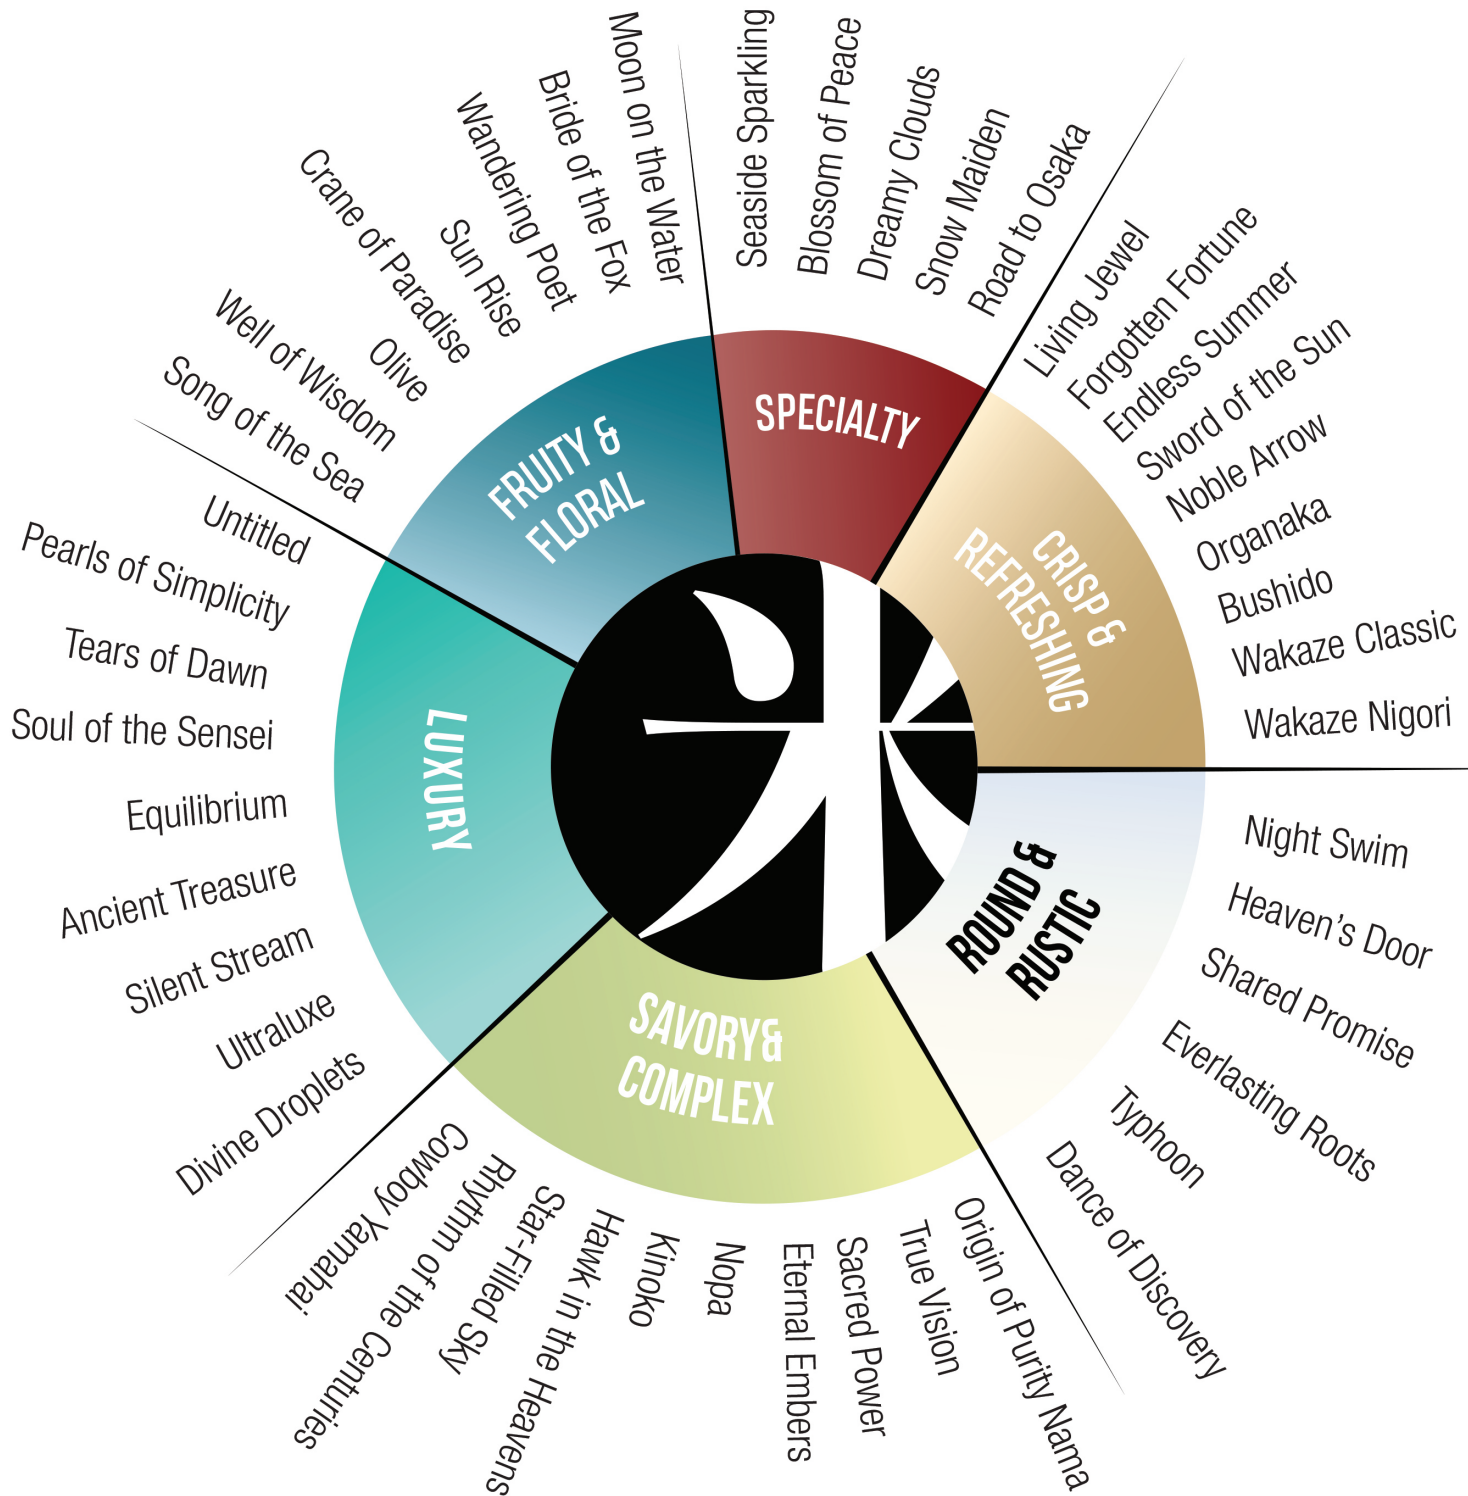 SPECIALTY
Seaside Sparkling
Blossom of Peace
Dreamy Clouds
Snow Maiden
Road to Osaka
CRISP &
REFRESHING
Living Jewel
Forgotten Fortune
Endless Summer
Sword of the Sun
Noble Arrow
Organaka
Bushido
Wakaze Classic
Wakaze Nigori
ROUND &
RUSTIC
Night Swim
Heaven’s Door
Shared Promise
Everlasting Roots
Typhoon
Dance of Discovery
SAVORY&
COMPLEX
Origin of Purity Nama
True Vision
Sacred Power
Eternal Embers
Nopa
Kinoko
Hawk in the Heavens
Star-Filled Sky
Rhythm of the Centuries
Cowboy Yamahai
LUXURY
Divine Droplets
Ultraluxe
Silent Stream
Ancient Treasure
Equilibrium
Soul of the Sensei
Tears of Dawn
Pearls of Simplicity
Untitled
FRUITY &
FLORAL
Song of the Sea
Well of Wisdom
Olive
Crane of Paradise
Sun Rise
Wandering Poet
Bride of the Fox
Moon on the Water
米